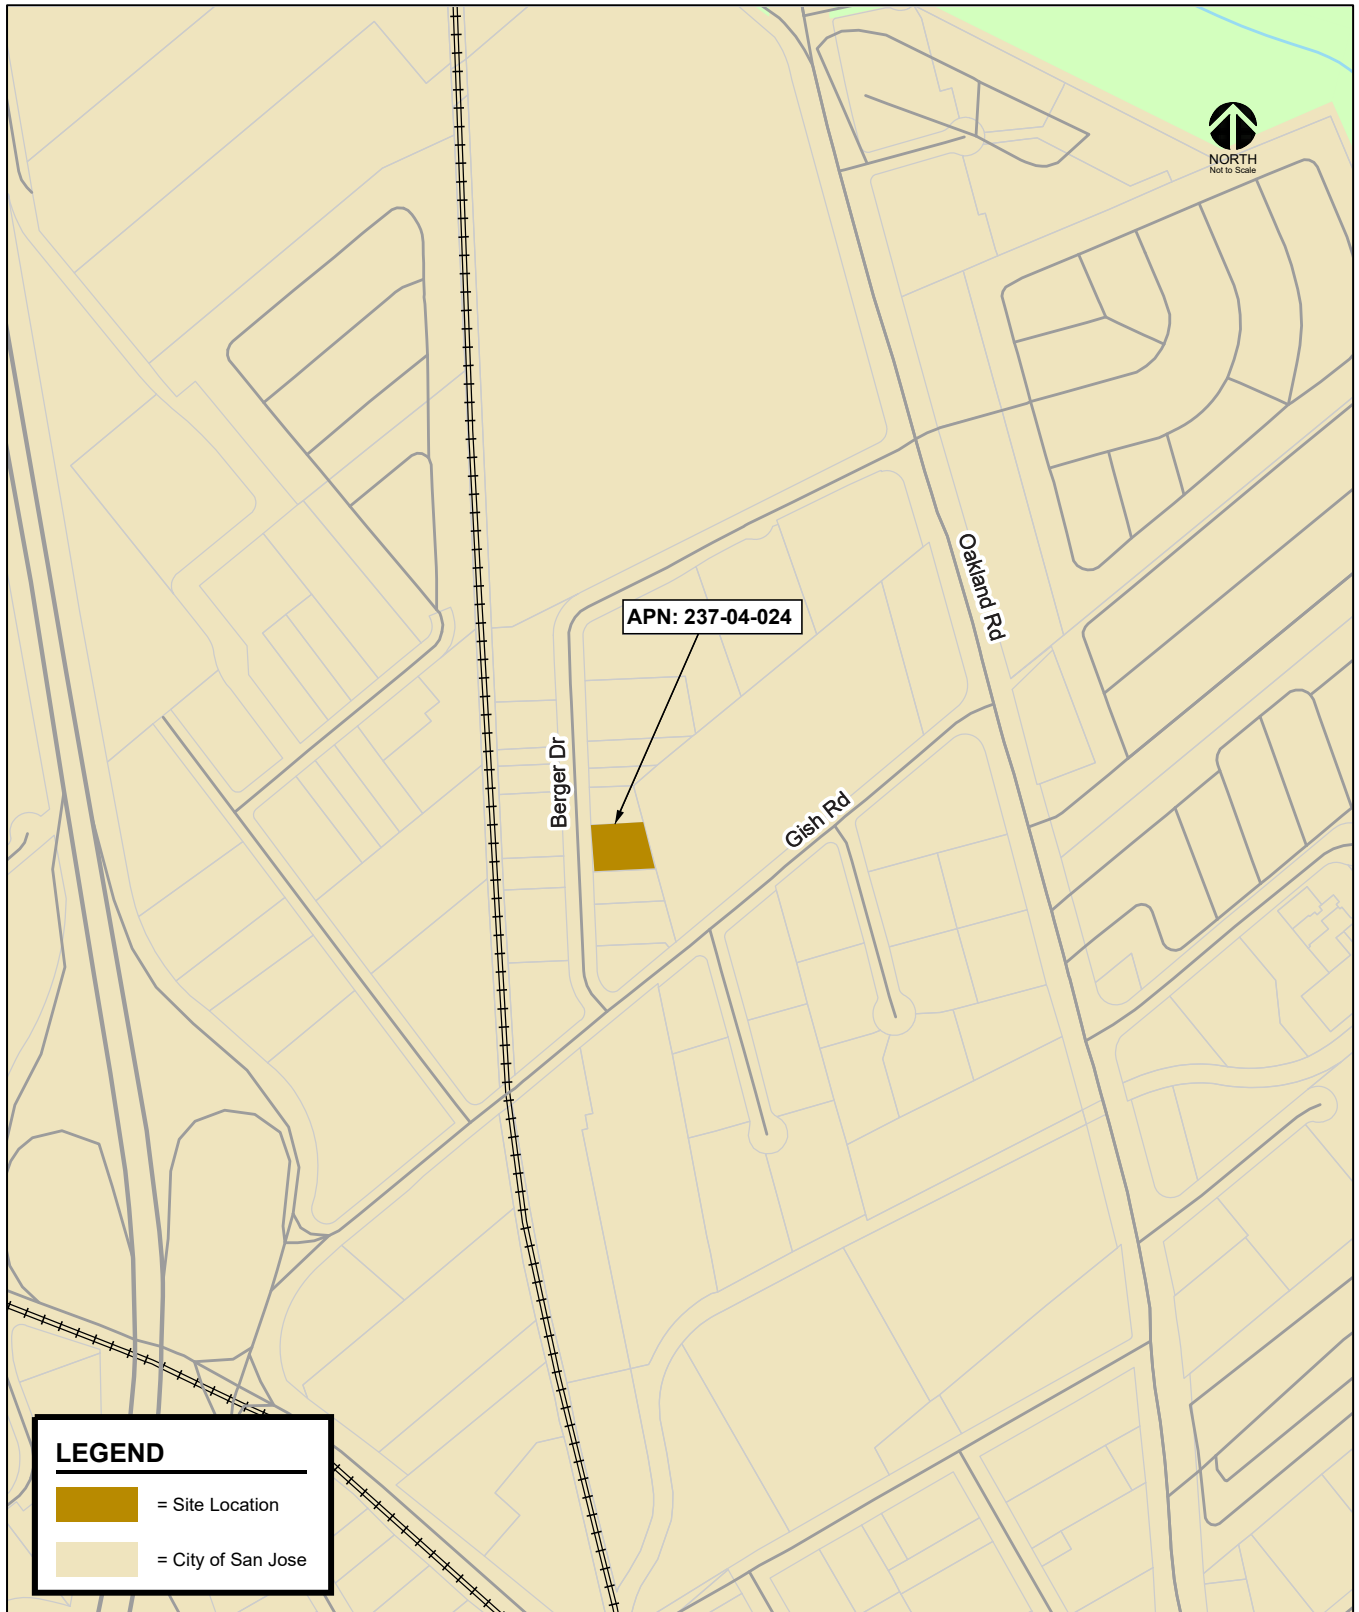 NORTH
Not to Scale
Oakland Rd
APN: 237-04-024
Berger Dr
Gish Rd
LEGEND
= Site Location
= City of San Jose